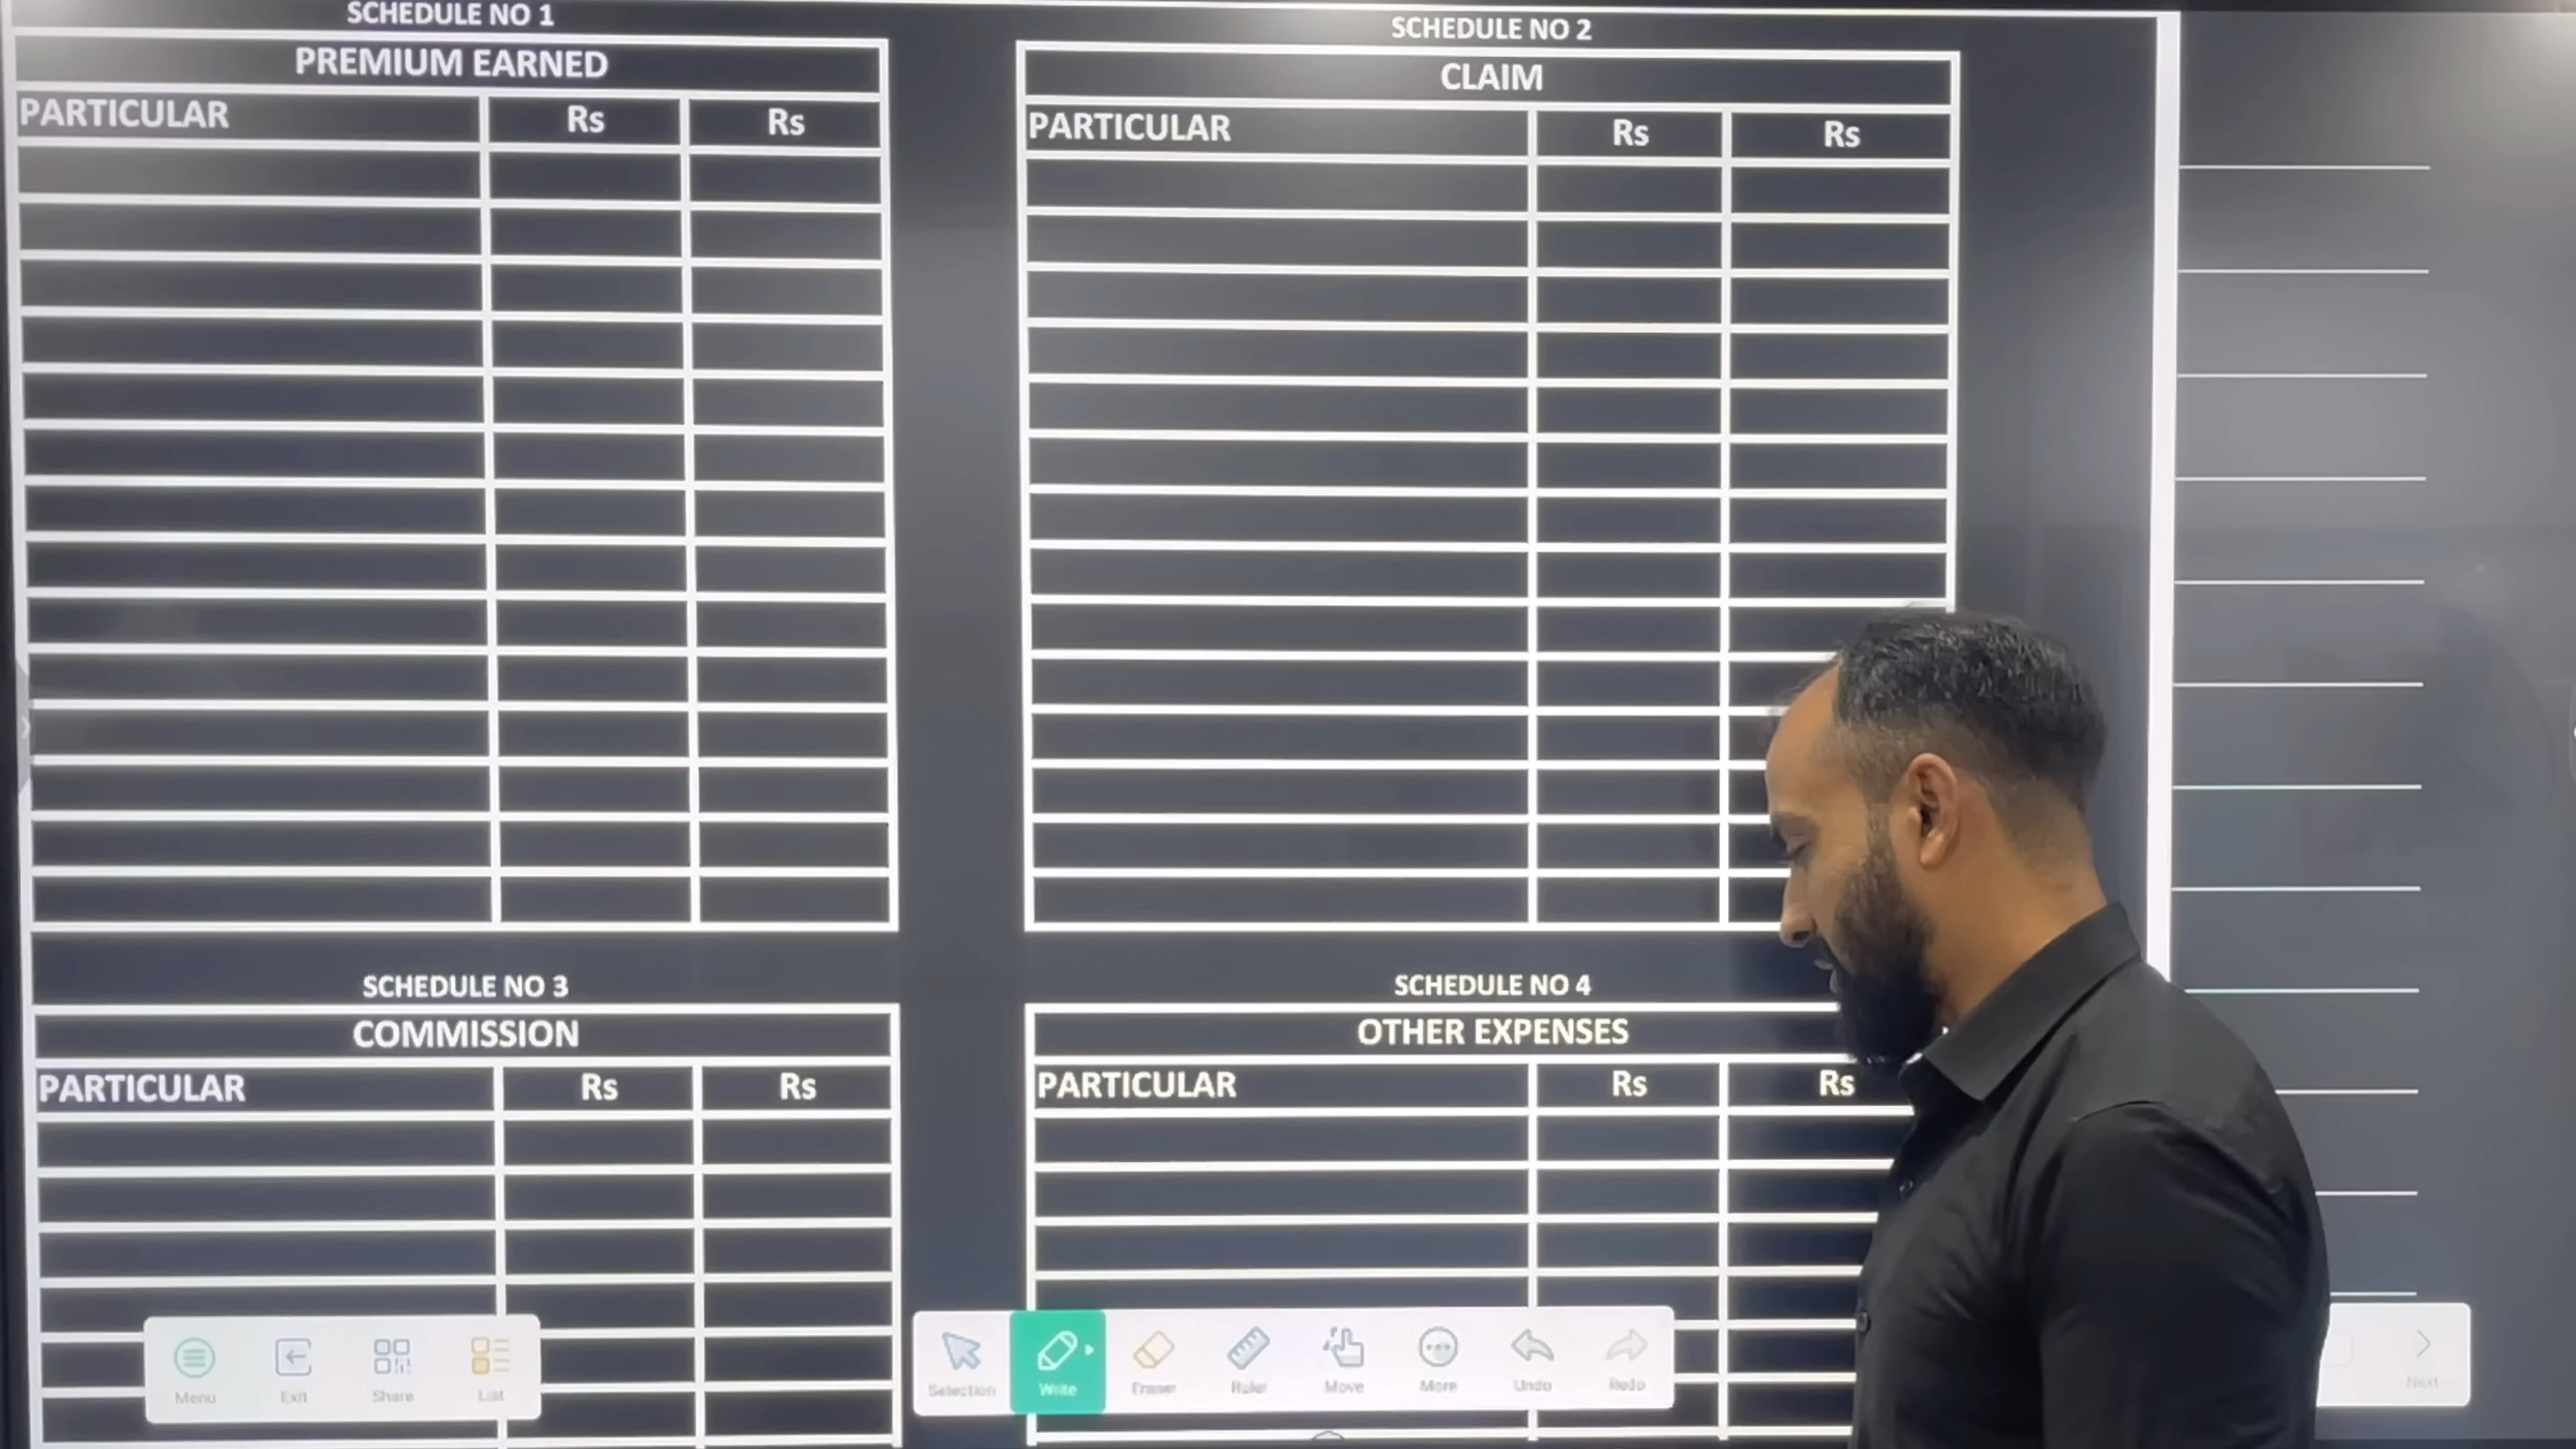 SCHEDULE NO 1
PREMIUM EARNED
PARTICULAR Rs Rs
SCHEDULE NO 2
CLAIM
PARTICULAR Rs Rs
SCHEDULE NO 3
COMMISSION
PARTICULAR Rs Rs
SCHEDULE NO 4
OTHER EXPENSES
PARTICULAR Rs Rs
Menu Exit Share List
Selection Write Eraser Ruler Move More Undo Redo
Next